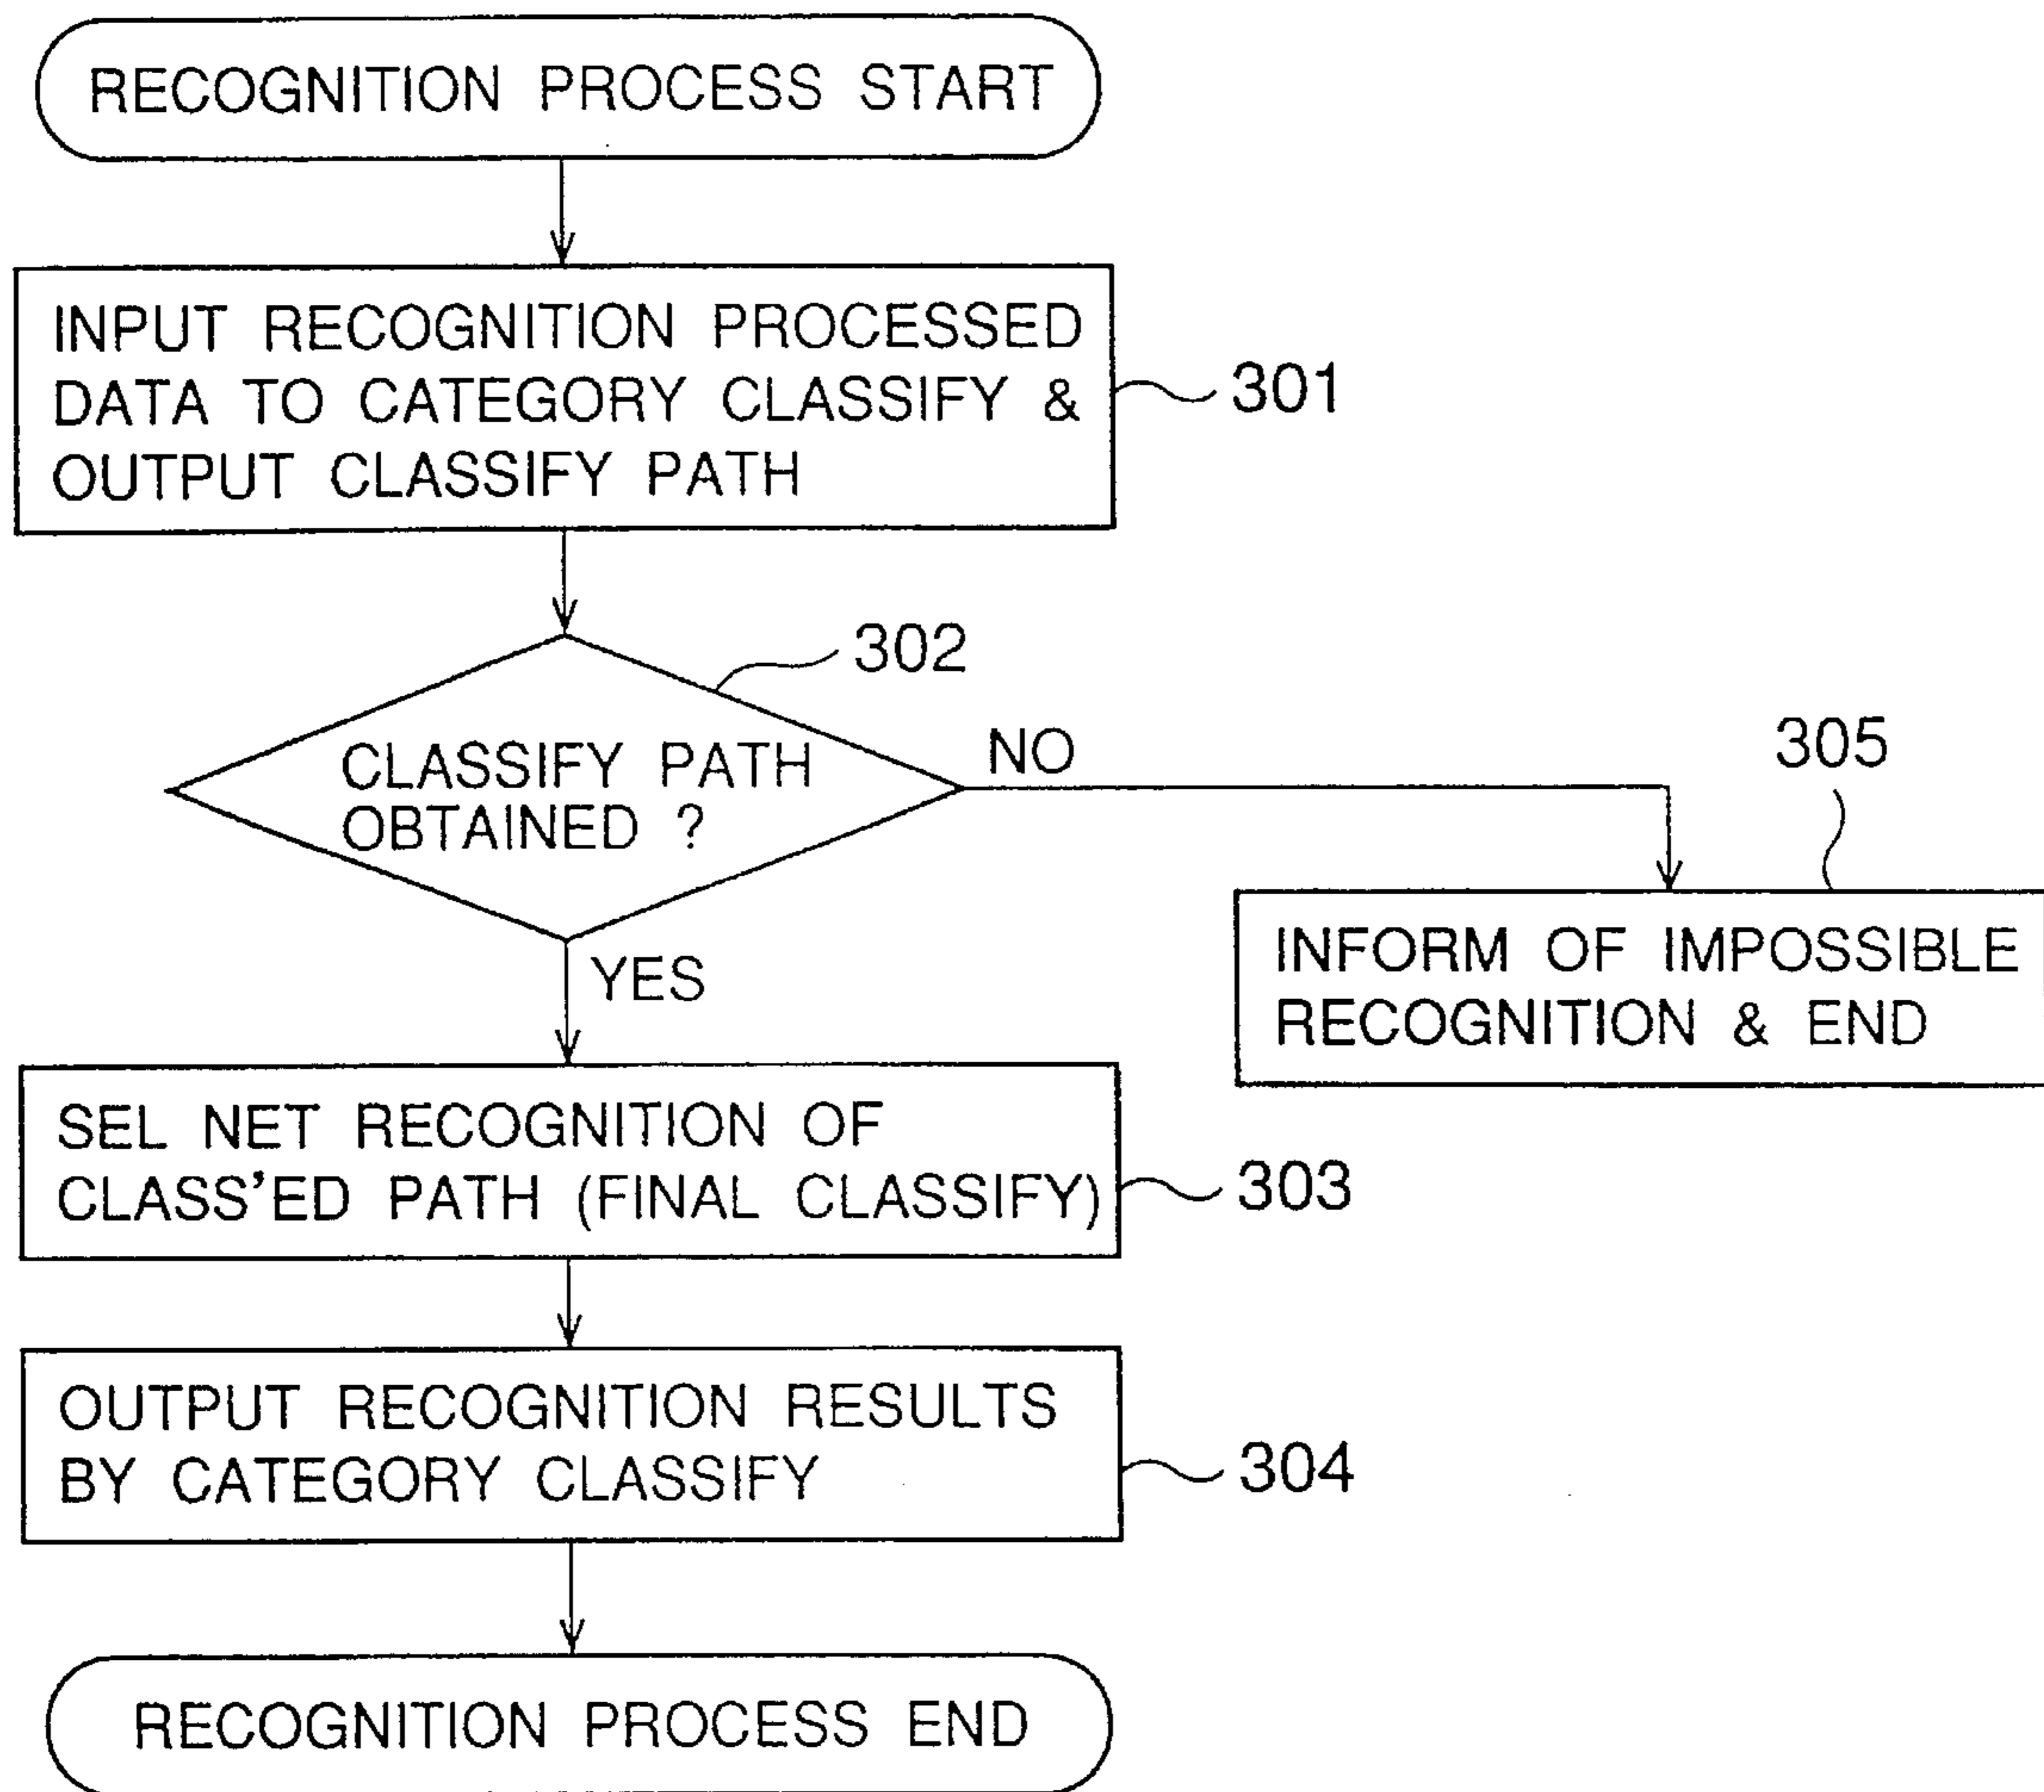 RECOGNITION PROCESS START
INPUT RECOGNITION PROCESSED
DATA TO CATEGORY CLASSIFY &
OUTPUT CLASSIFY PATH
301
302
CLASSIFY PATH
OBTAINED ?
NO
305
INFORM OF IMPOSSIBLE
RECOGNITION & END
YES
SEL NET RECOGNITION OF
CLASS'ED PATH (FINAL CLASSIFY)
303
OUTPUT RECOGNITION RESULTS
BY CATEGORY CLASSIFY
304
RECOGNITION PROCESS END